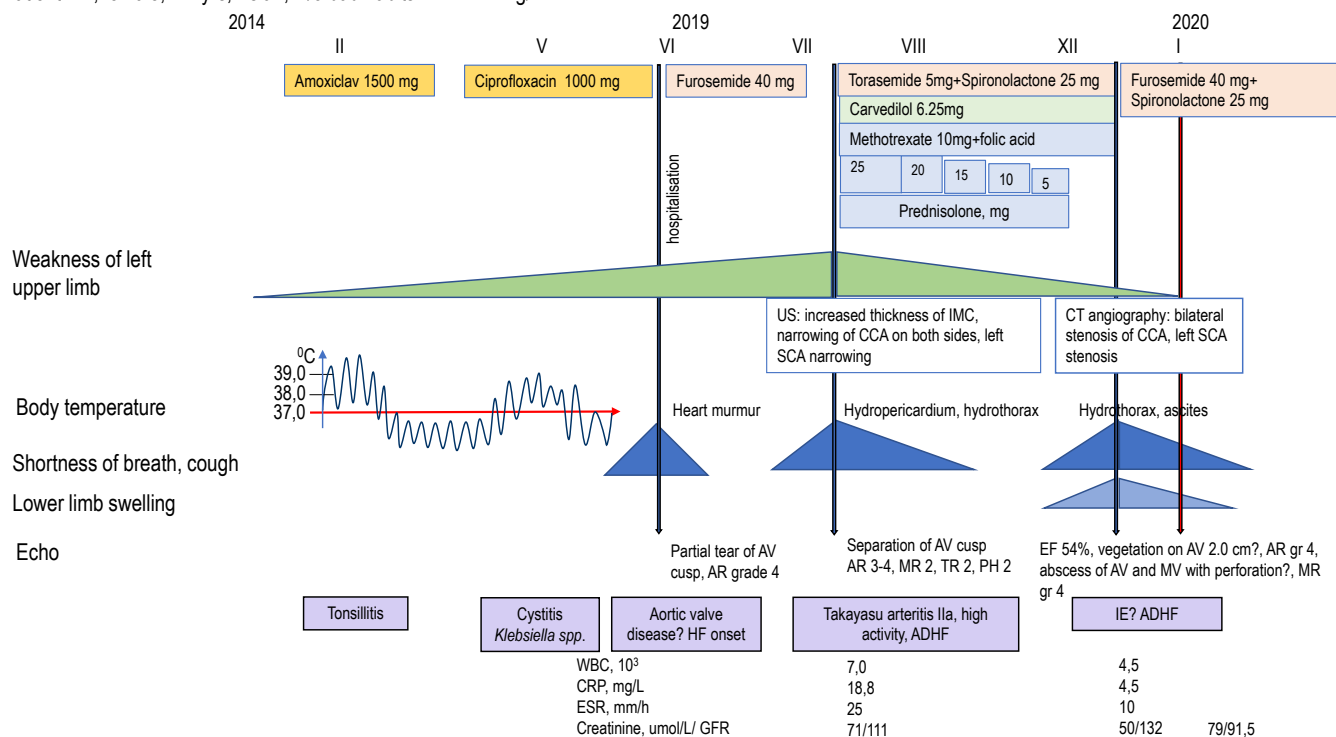 2014 2019 2020
II V VI VII VIII XII I
Amoxiclav 1500 mg
Ciprofloxacin 1000 mg
Furosemide 40 mg
Torasemide 5mg+Spironolactone 25 mg
Furosemide 40 mg+
Spironolactone 25 mg
Carvedilol 6.25mg
Methotrexate 10mg+folic acid
25 20 15 10 5
Prednisolone, mg
hospitalisation
Weakness of left
upper limb
US: increased thickness of IMC,
narrowing of CCA on both sides, left
SCA narrowing
CT angiography: bilateral
stenosis of CCA, left SCA
stenosis
⁰C
39,0
38,0
37,0
Body temperature
Heart murmur
Hydropericardium, hydrothorax
Hydrothorax, ascites
Shortness of breath, cough
Lower limb swelling
Echo
Partial tear of AV
cusp, AR grade 4
Separation of AV cusp
AR 3-4, MR 2, TR 2, PH 2
EF 54%, vegetation on AV 2.0 cm?, AR gr 4,
abscess of AV and MV with perforation?, MR
gr 4
Tonsillitis
Cystitis
Klebsiella spp.
Aortic valve
disease? HF onset
Takayasu arteritis IIa, high
activity, ADHF
IE? ADHF
WBC, 10³ 7,0 4,5
CRP, mg/L 18,8 4,5
ESR, mm/h 25 10
Creatinine, umol/L/ GFR 71/111 50/132 79/91,5